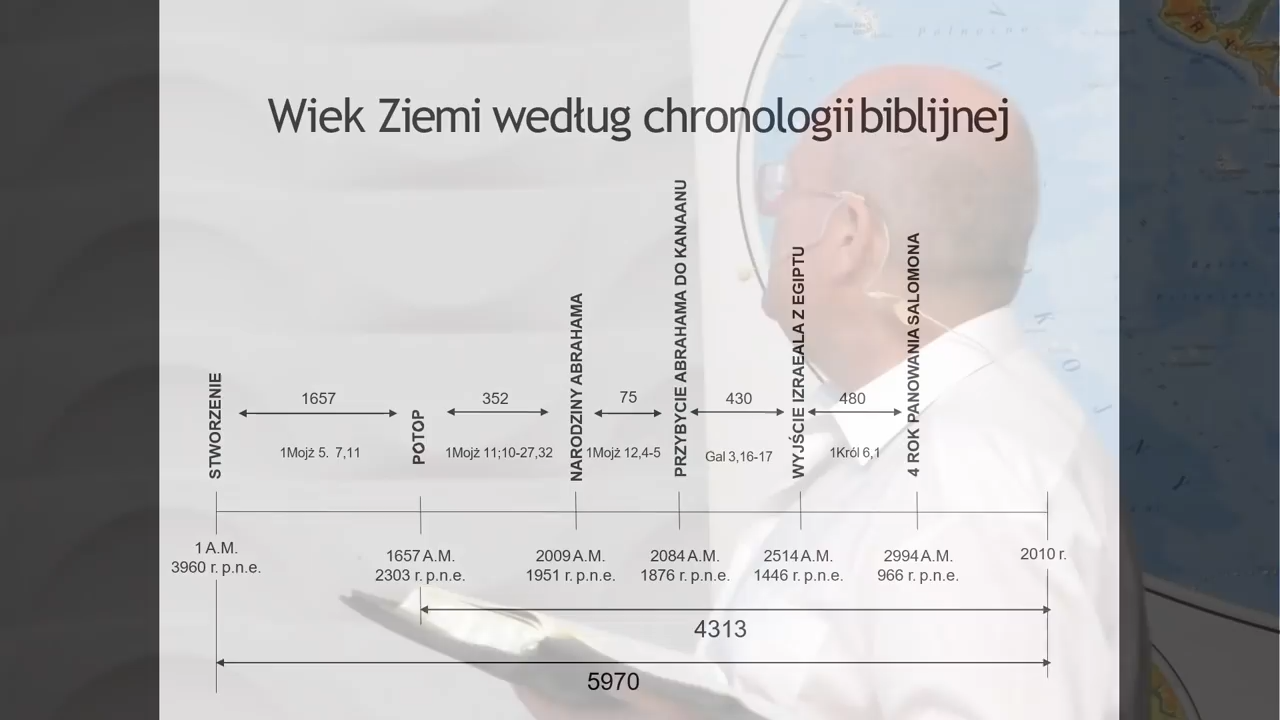 Wiek Ziemi według chronologii biblijnej
STWORZENIE
1657
1Mojż 5. 7,11
POTOP
352
1Mojż 11;10-27,32
NARODZINY ABRAHAMA
75
1Mojż 12,4-5
PRZYBYCIE ABRAHAMA DO KANAANU
430
Gal 3,16-17
WYJŚCIE IZRAEALA Z EGIPTU
480
1Król 6,1
4 ROK PANOWANIA SALOMONA
1 A.M.
3960 r. p.n.e.
1657 A.M.
2303 r. p.n.e.
2009 A.M.
1951 r. p.n.e.
2084 A.M.
1876 r. p.n.e.
2514 A.M.
1446 r. p.n.e.
2994 A.M.
966 r. p.n.e.
2010 r.
4313
5970